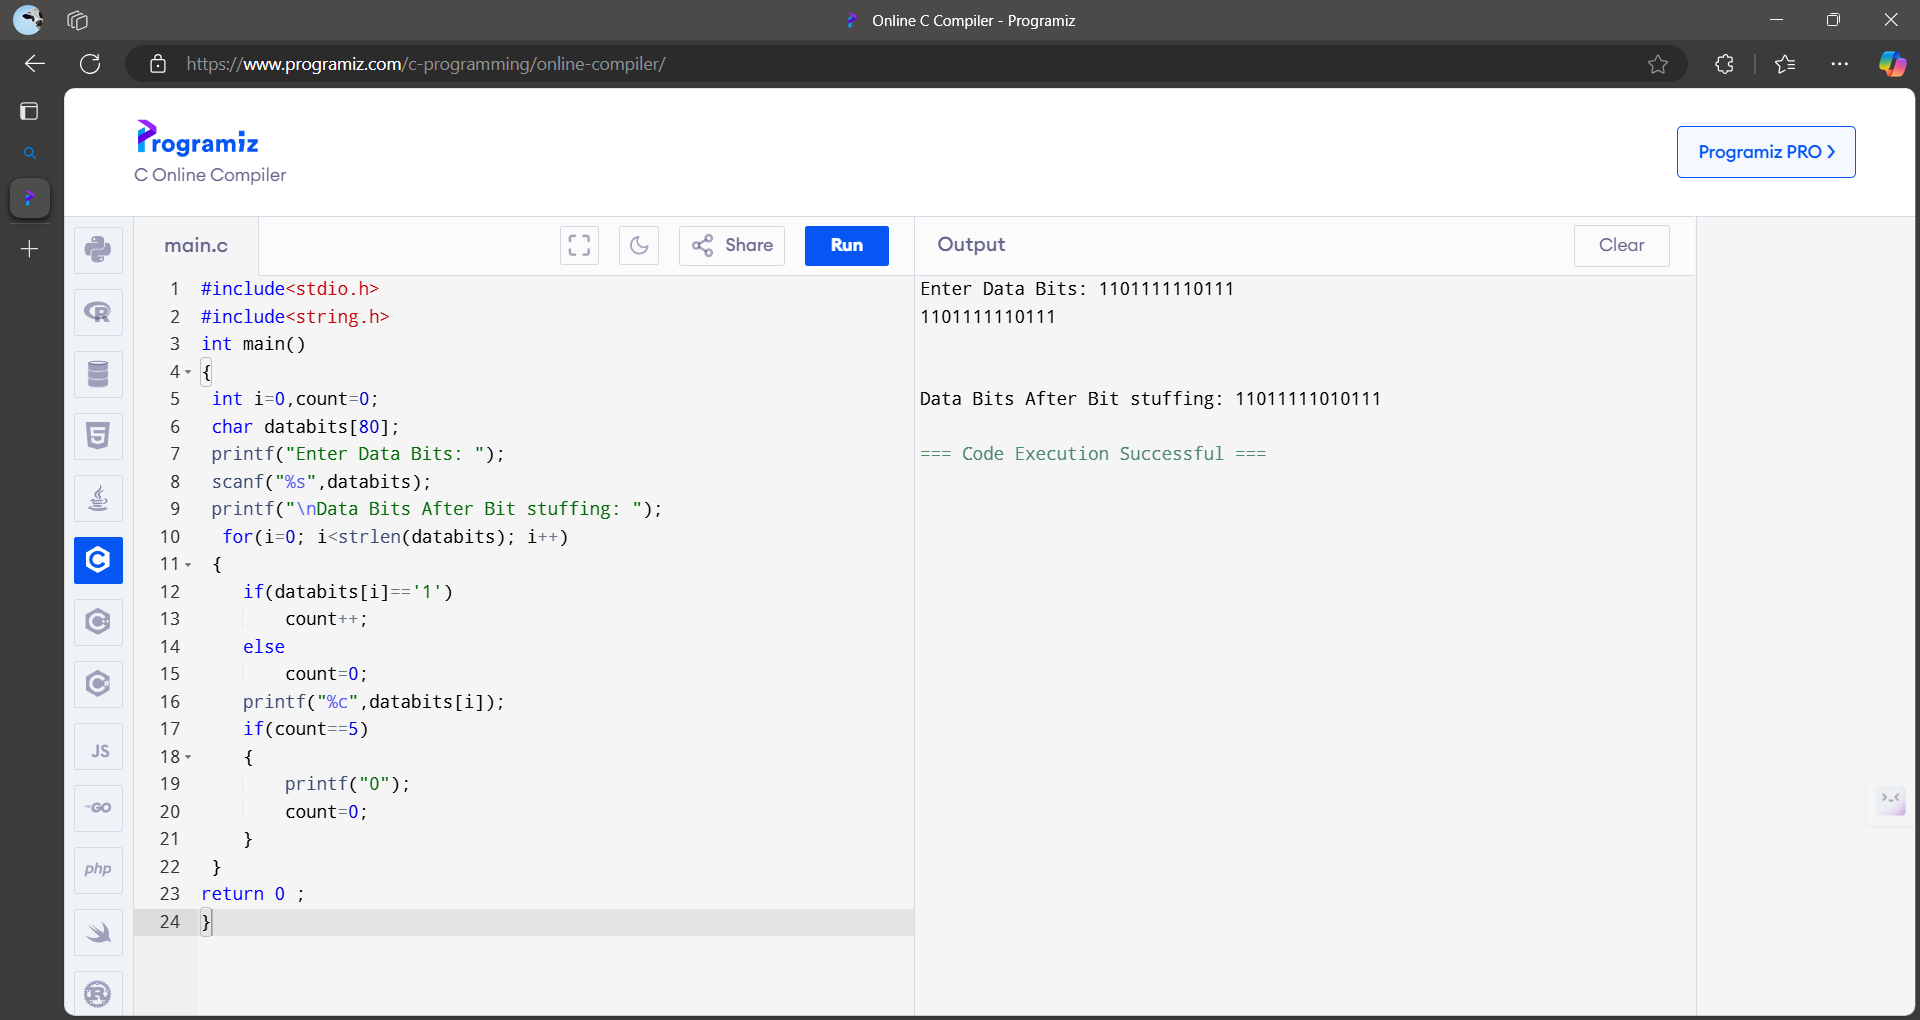 Online C Compiler - Programiz
https://www.programiz.com/c-programming/online-compiler/
Programiz
C Online Compiler
Programiz PRO ❯
main.c
Share
Run
Output
Clear
1 #include<stdio.h>
2 #include<string.h>
3 int main()
4 {
5  int i=0,count=0;
6  char databits[80];
7  printf("Enter Data Bits: ");
8  scanf("%s",databits);
9  printf("\nData Bits After Bit stuffing: ");
10   for(i=0; i<strlen(databits); i++)
11  {
12     if(databits[i]=='1')
13         count++;
14     else
15         count=0;
16     printf("%c",databits[i]);
17     if(count==5)
18     {
19         printf("0");
20         count=0;
21     }
22  }
23 return 0 ;
24 }
Enter Data Bits: 1101111110111
1101111110111
Data Bits After Bit stuffing: 11011111010111
=== Code Execution Successful ===
R
5
C
C
C
JS
GO
php
R